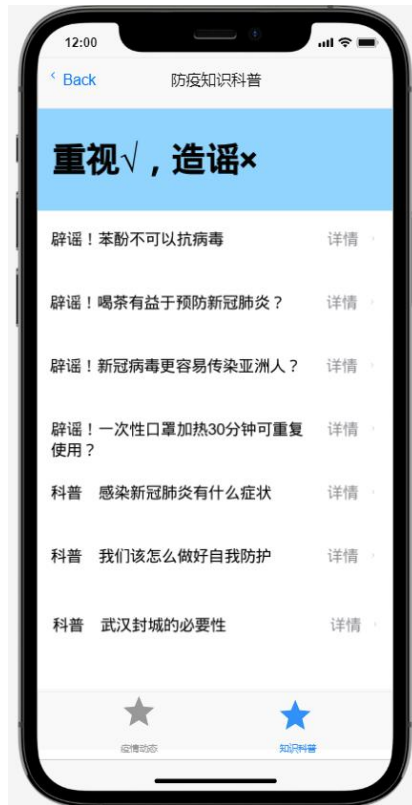 12:00
Back
防疫知识科普
重视√，造谣×
辟谣！苯酚不可以抗病毒 详情
辟谣！喝茶有益于预防新冠肺炎？ 详情
辟谣！新冠病毒更容易传染亚洲人？ 详情
辟谣！一次性口罩加热30分钟可重复 详情
使用？
科普 感染新冠肺炎有什么症状 详情
科普 我们该怎么做好自我防护 详情
科普 武汉封城的必要性 详情
疫情动态 知识科普